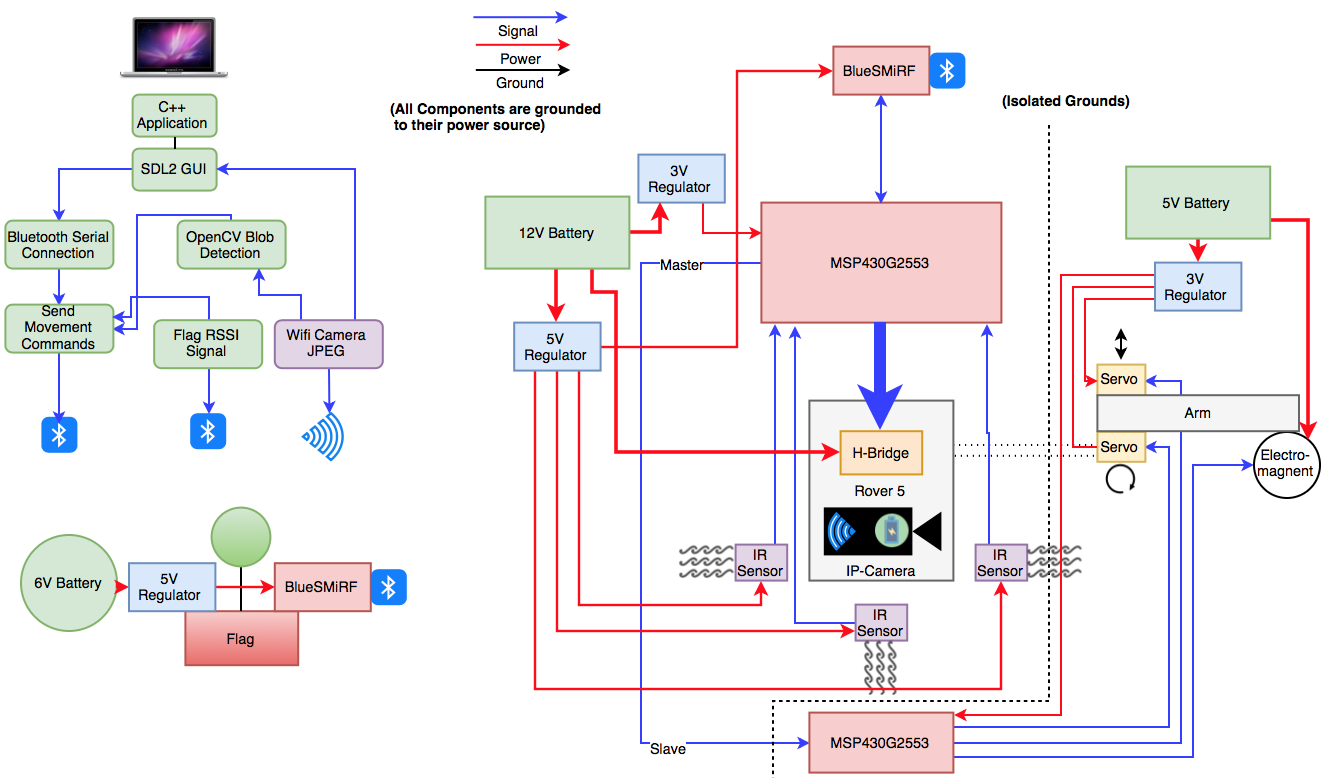 Signal
Power
Ground
(All Components are grounded
to their power source)
C++
Application
SDL2 GUI
Bluetooth Serial
Connection
OpenCV Blob
Detection
Send
Movement
Commands
Flag RSSI
Signal
Wifi Camera
JPEG
6V Battery
5V
Regulator
BlueSMiRF
Flag
BlueSMiRF
(Isolated Grounds)
3V
Regulator
12V Battery
Master
MSP430G2553
5V Battery
3V
Regulator
5V
Regulator
Servo
Arm
Servo
Electro-
magnent
H-Bridge
Rover 5
IP-Camera
IR
Sensor
IR
Sensor
IR
Sensor
Slave
MSP430G2553